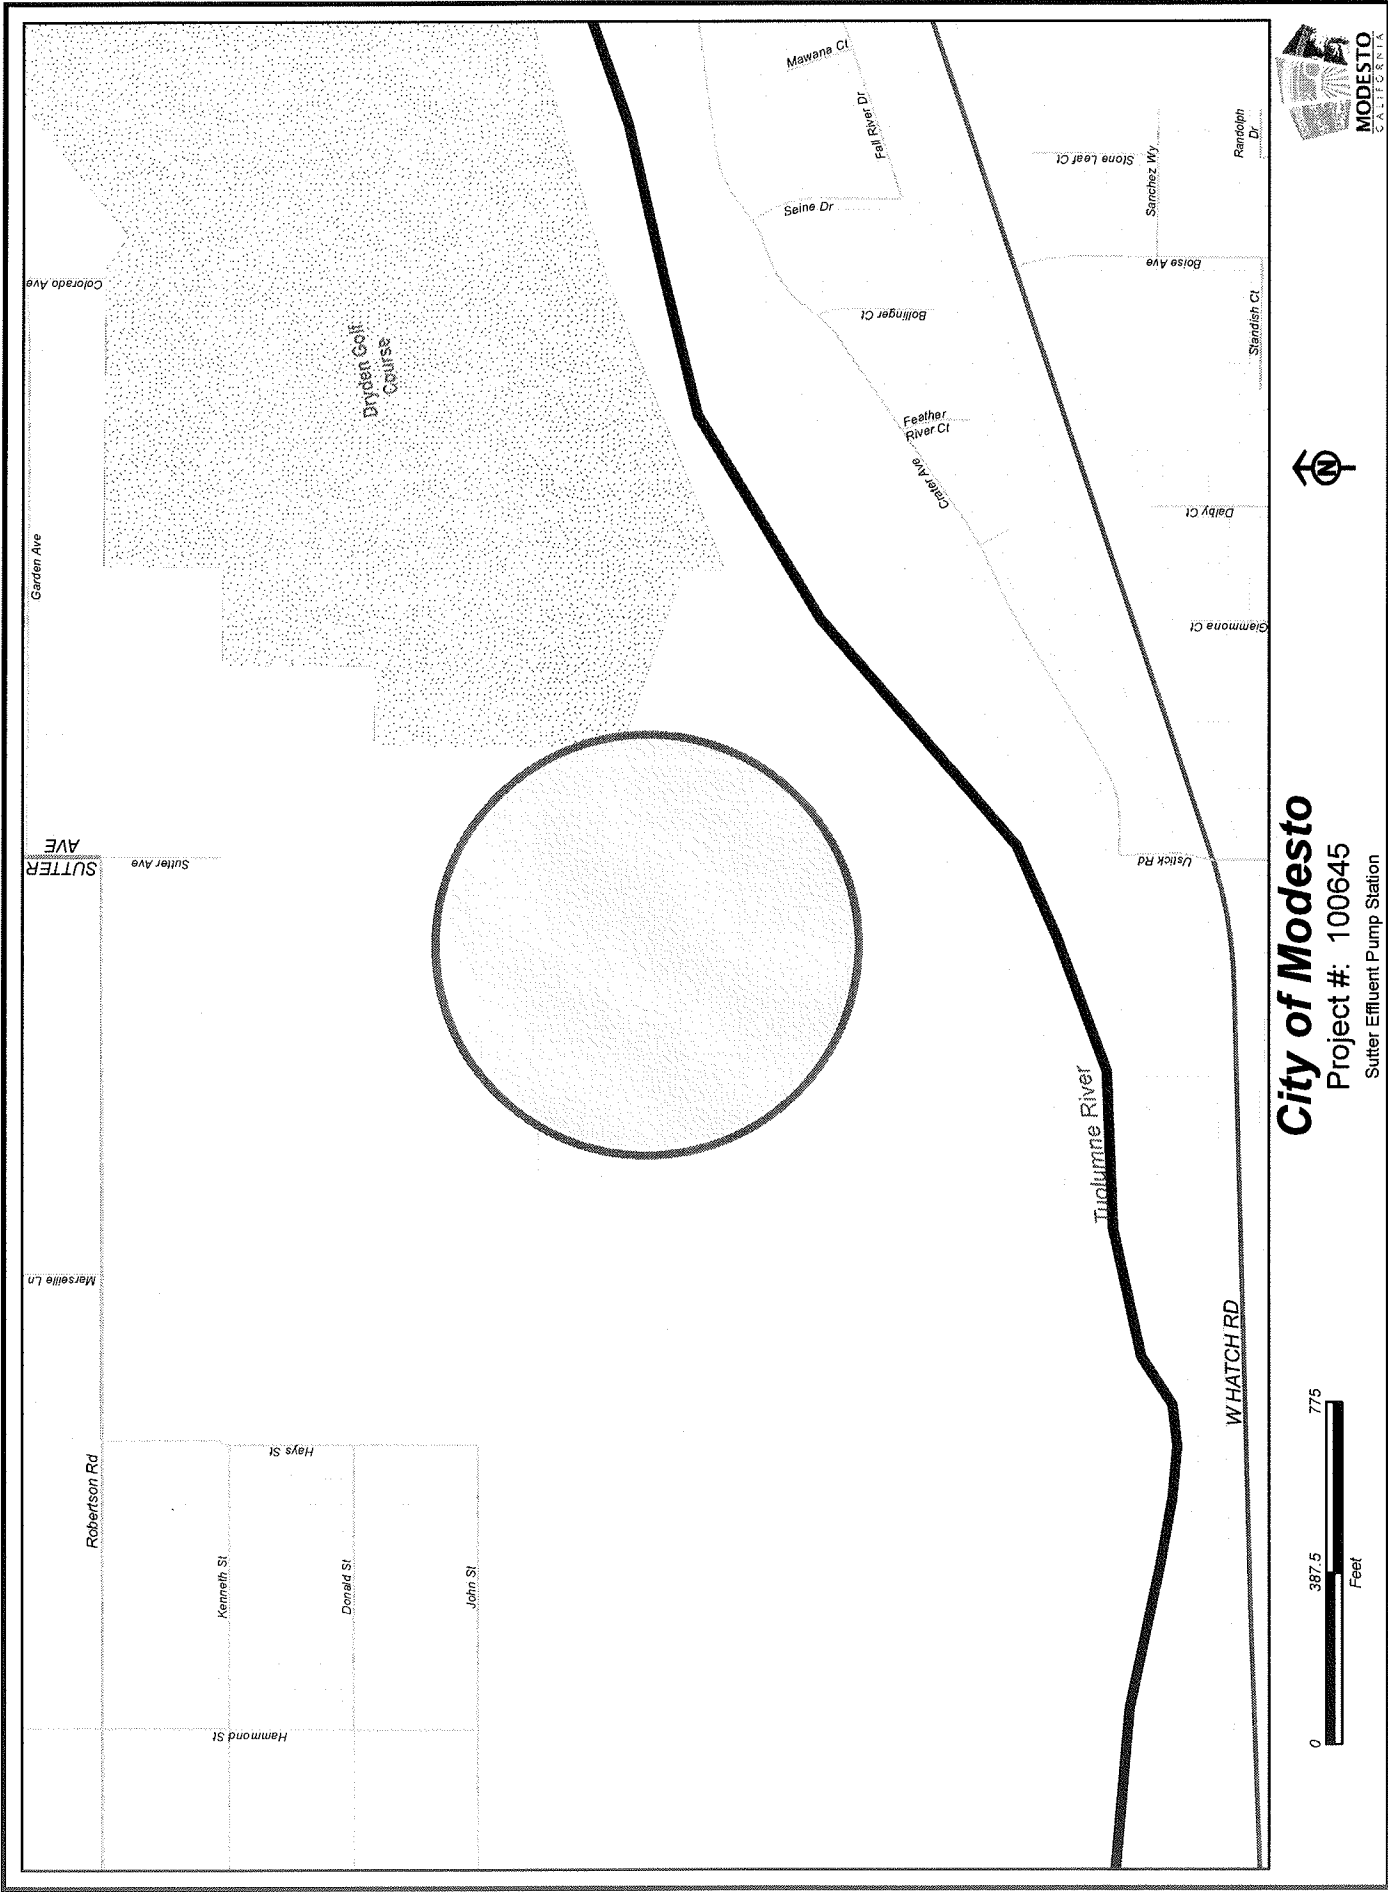 Garden Ave
Colorado Ave
Dryden Golf
Course
SUTTER
AVE
Sutter Ave
Marseille Ln
Robertson Rd
Hays St
Kenneth St
Donald St
John St
Hammond St
Mawana Ct
Fall River Dr
Seine Dr
Bollinger Ct
Feather
River Ct
Crater Ave
Stone Leaf Ct
Sanchez Wy
Randolph
Dr
Boise Ave
Standish Ct
Dalby Ct
Giammona Ct
Ustick Rd
Tuolumne River
W HATCH RD
0
387.5
775
Feet
City of Modesto
Project #: 100645
Sutter Effluent Pump Station
N
MODESTO
CALIFORNIA